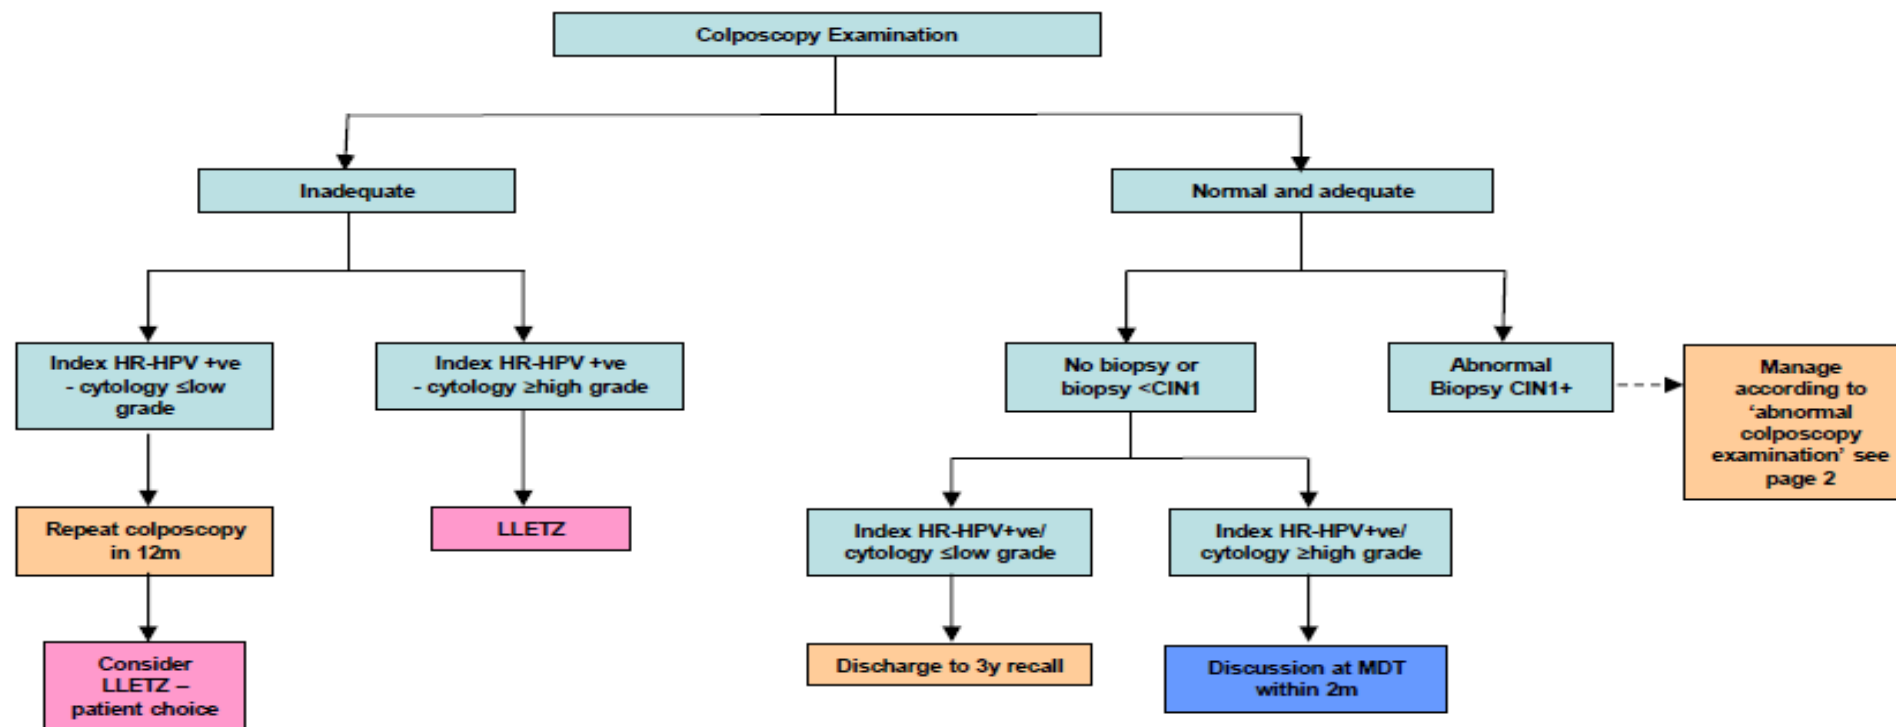 Colposcopy Examination
Inadequate
Normal and adequate
Index HR-HPV +ve
- cytology ≤low
grade
Index HR-HPV +ve
- cytology ≥high grade
No biopsy or
biopsy <CIN1
Abnormal
Biopsy CIN1+
Manage
according to
‘abnormal
colposcopy
examination’ see
page 2
Repeat colposcopy
in 12m
LLETZ
Index HR-HPV+ve/
cytology ≤low grade
Index HR-HPV+ve/
cytology ≥high grade
Consider
LLETZ –
patient choice
Discharge to 3y recall
Discussion at MDT
within 2m